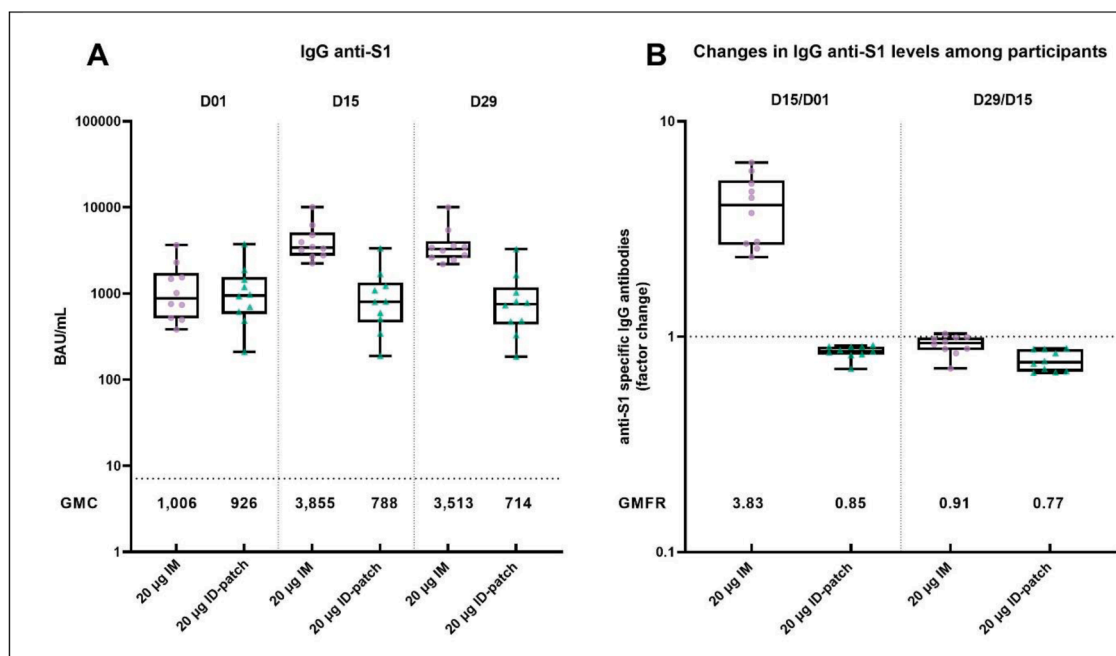 A
IgG anti-S1
D01 D15 D29
100000
10000
1000
100
10
1
BAU/mL
GMC 1,006 926 3,855 788 3,513 714
20 µg IM
20 µg ID-patch
20 µg IM
20 µg ID-patch
20 µg IM
20 µg ID-patch
B
Changes in IgG anti-S1 levels among participants
D15/D01 D29/D15
10
1
0.1
anti-S1 specific IgG antibodies
(factor change)
GMFR 3.83 0.85 0.91 0.77
20 µg IM
20 µg ID-patch
20 µg IM
20 µg ID-patch